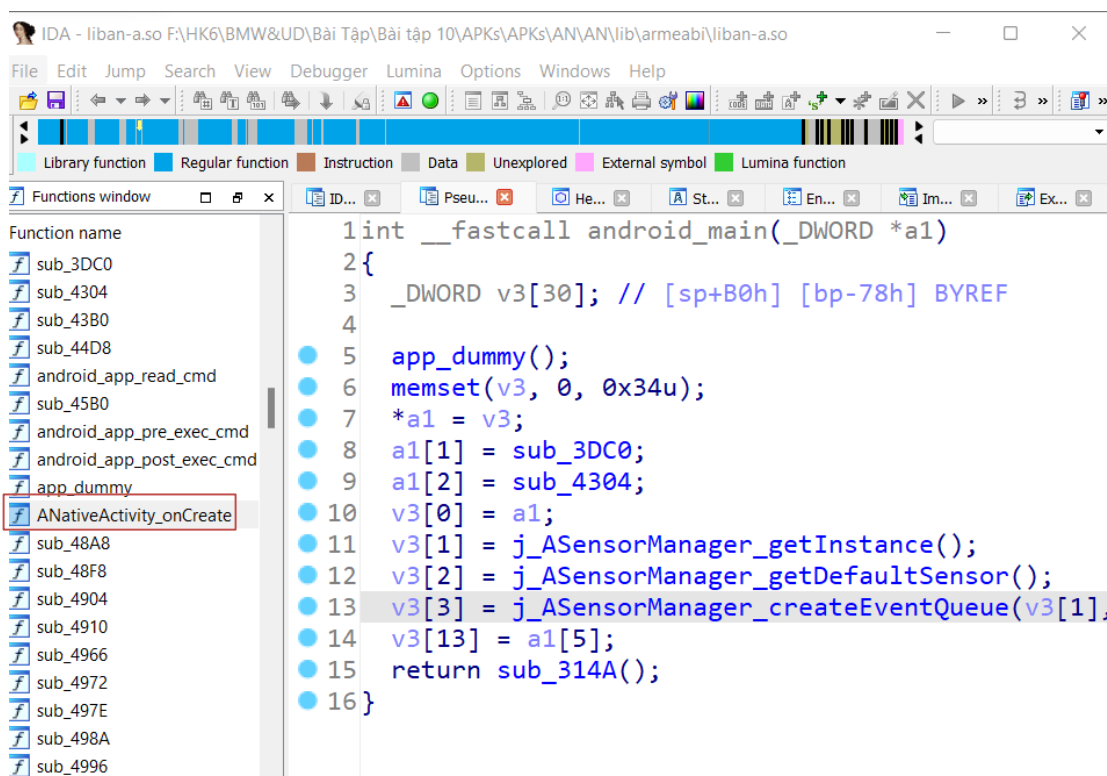 IDA - liban-a.so F:\HK6\BMW&UD\Bài Tập\Bài tập 10\APKs\APKs\AN\AN\lib\armeabi\liban-a.so
File Edit Jump Search View Debugger Lumina Options Windows Help
Library function Regular function Instruction Data Unexplored External symbol Lumina function
Functions window
ID... Pseu... He... St... En... Im... Ex...
Function name
sub_3DC0
sub_4304
sub_43B0
sub_44D8
android_app_read_cmd
sub_45B0
android_app_pre_exec_cmd
android_app_post_exec_cmd
app_dummy
ANativeActivity_onCreate
sub_48A8
sub_48F8
sub_4904
sub_4910
sub_4966
sub_4972
sub_497E
sub_498A
sub_4996
1 int __fastcall android_main(_DWORD *a1)
2 {
3 _DWORD v3[30]; // [sp+B0h] [bp-78h] BYREF
4
5 app_dummy();
6 memset(v3, 0, 0x34u);
7 *a1 = v3;
8 a1[1] = sub_3DC0;
9 a1[2] = sub_4304;
10 v3[0] = a1;
11 v3[1] = j_ASensorManager_getInstance();
12 v3[2] = j_ASensorManager_getDefaultSensor();
13 v3[3] = j_ASensorManager_createEventQueue(v3[1],
14 v3[13] = a1[5];
15 return sub_314A();
16 }